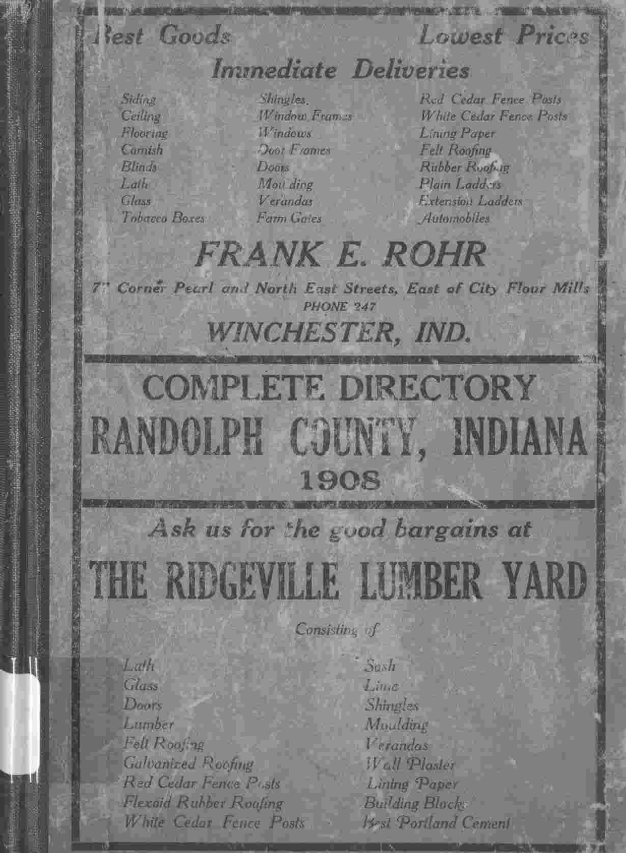 Best Goods Lowest Prices
Immediate Deliveries
Siding Shingles Red Cedar Fence Posts
Ceiling Window Frames White Cedar Fence Posts
Flooring Windows Lining Paper
Cornish Door Frames Felt Roofing
Blinds Doors Rubber Roofing
Lath Moulding Plain Ladders
Glass Verandas Extension Ladders
Tobacco Boxes Farm Gates Automobiles
FRANK E. ROHR
Corner Pearl and North East Streets, East of City Flour Mills
PHONE 247
WINCHESTER, IND.
COMPLETE DIRECTORY
RANDOLPH COUNTY, INDIANA
1908
Ask us for the good bargains at
THE RIDGEVILLE LUMBER YARD
Consisting of
Lath Sash
Glass Lime
Doors Shingles
Lumber Moulding
Felt Roofing Verandas
Galvanized Roofing Wall Plaster
Red Cedar Fence Posts Lining Paper
Flexoid Rubber Roofing Building Blocks
White Cedar Fence Posts Best Portland Cement